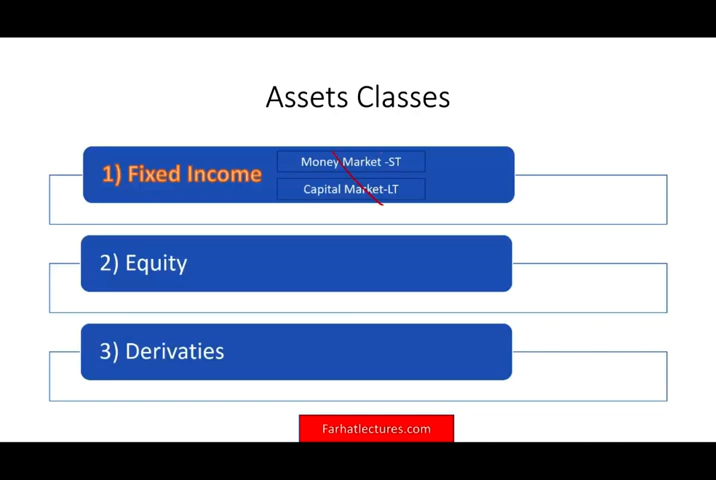 Assets Classes
1) Fixed Income
Money Market -ST
Capital Market-LT
2) Equity
3) Derivaties
Farhatlectures.com